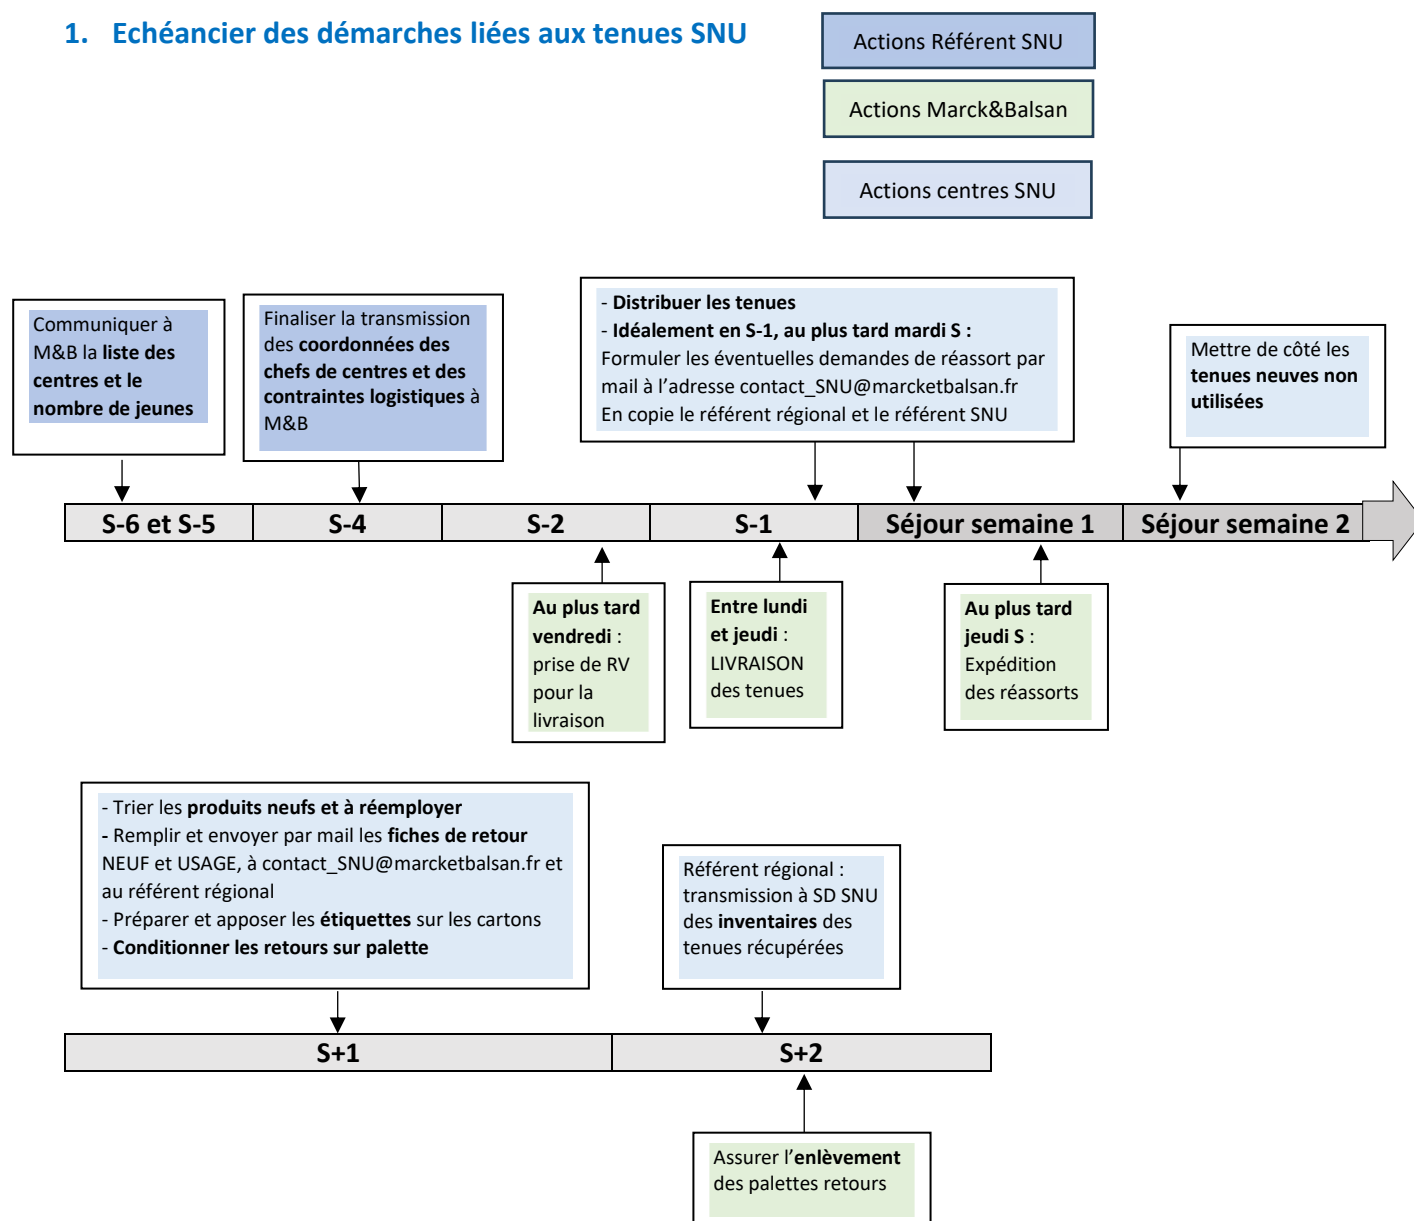 1. Echéancier des démarches liées aux tenues SNU
Actions Référent SNU
Actions Marck&Balsan
Actions centres SNU
Communiquer à
M&B la liste des
centres et le
nombre de jeunes
Finaliser la transmission
des coordonnées des
chefs de centres et des
contraintes logistiques à
M&B
- Distribuer les tenues
- Idéalement en S-1, au plus tard mardi S :
Formuler les éventuelles demandes de réassort par
mail à l’adresse contact_SNU@marcketbalsan.fr
En copie le référent régional et le référent SNU
Mettre de côté les
tenues neuves non
utilisées
S-6 et S-5
S-4
S-2
S-1
Séjour semaine 1
Séjour semaine 2
Au plus tard
vendredi :
prise de RV
pour la
livraison
Entre lundi
et jeudi :
LIVRAISON
des tenues
Au plus tard
jeudi S :
Expédition
des réassorts
- Trier les produits neufs et à réemployer
- Remplir et envoyer par mail les fiches de retour
NEUF et USAGE, à contact_SNU@marcketbalsan.fr et
au référent régional
- Préparer et apposer les étiquettes sur les cartons
- Conditionner les retours sur palette
Référent régional :
transmission à SD SNU
des inventaires des
tenues récupérées
S+1
S+2
Assurer l’enlèvement
des palettes retours